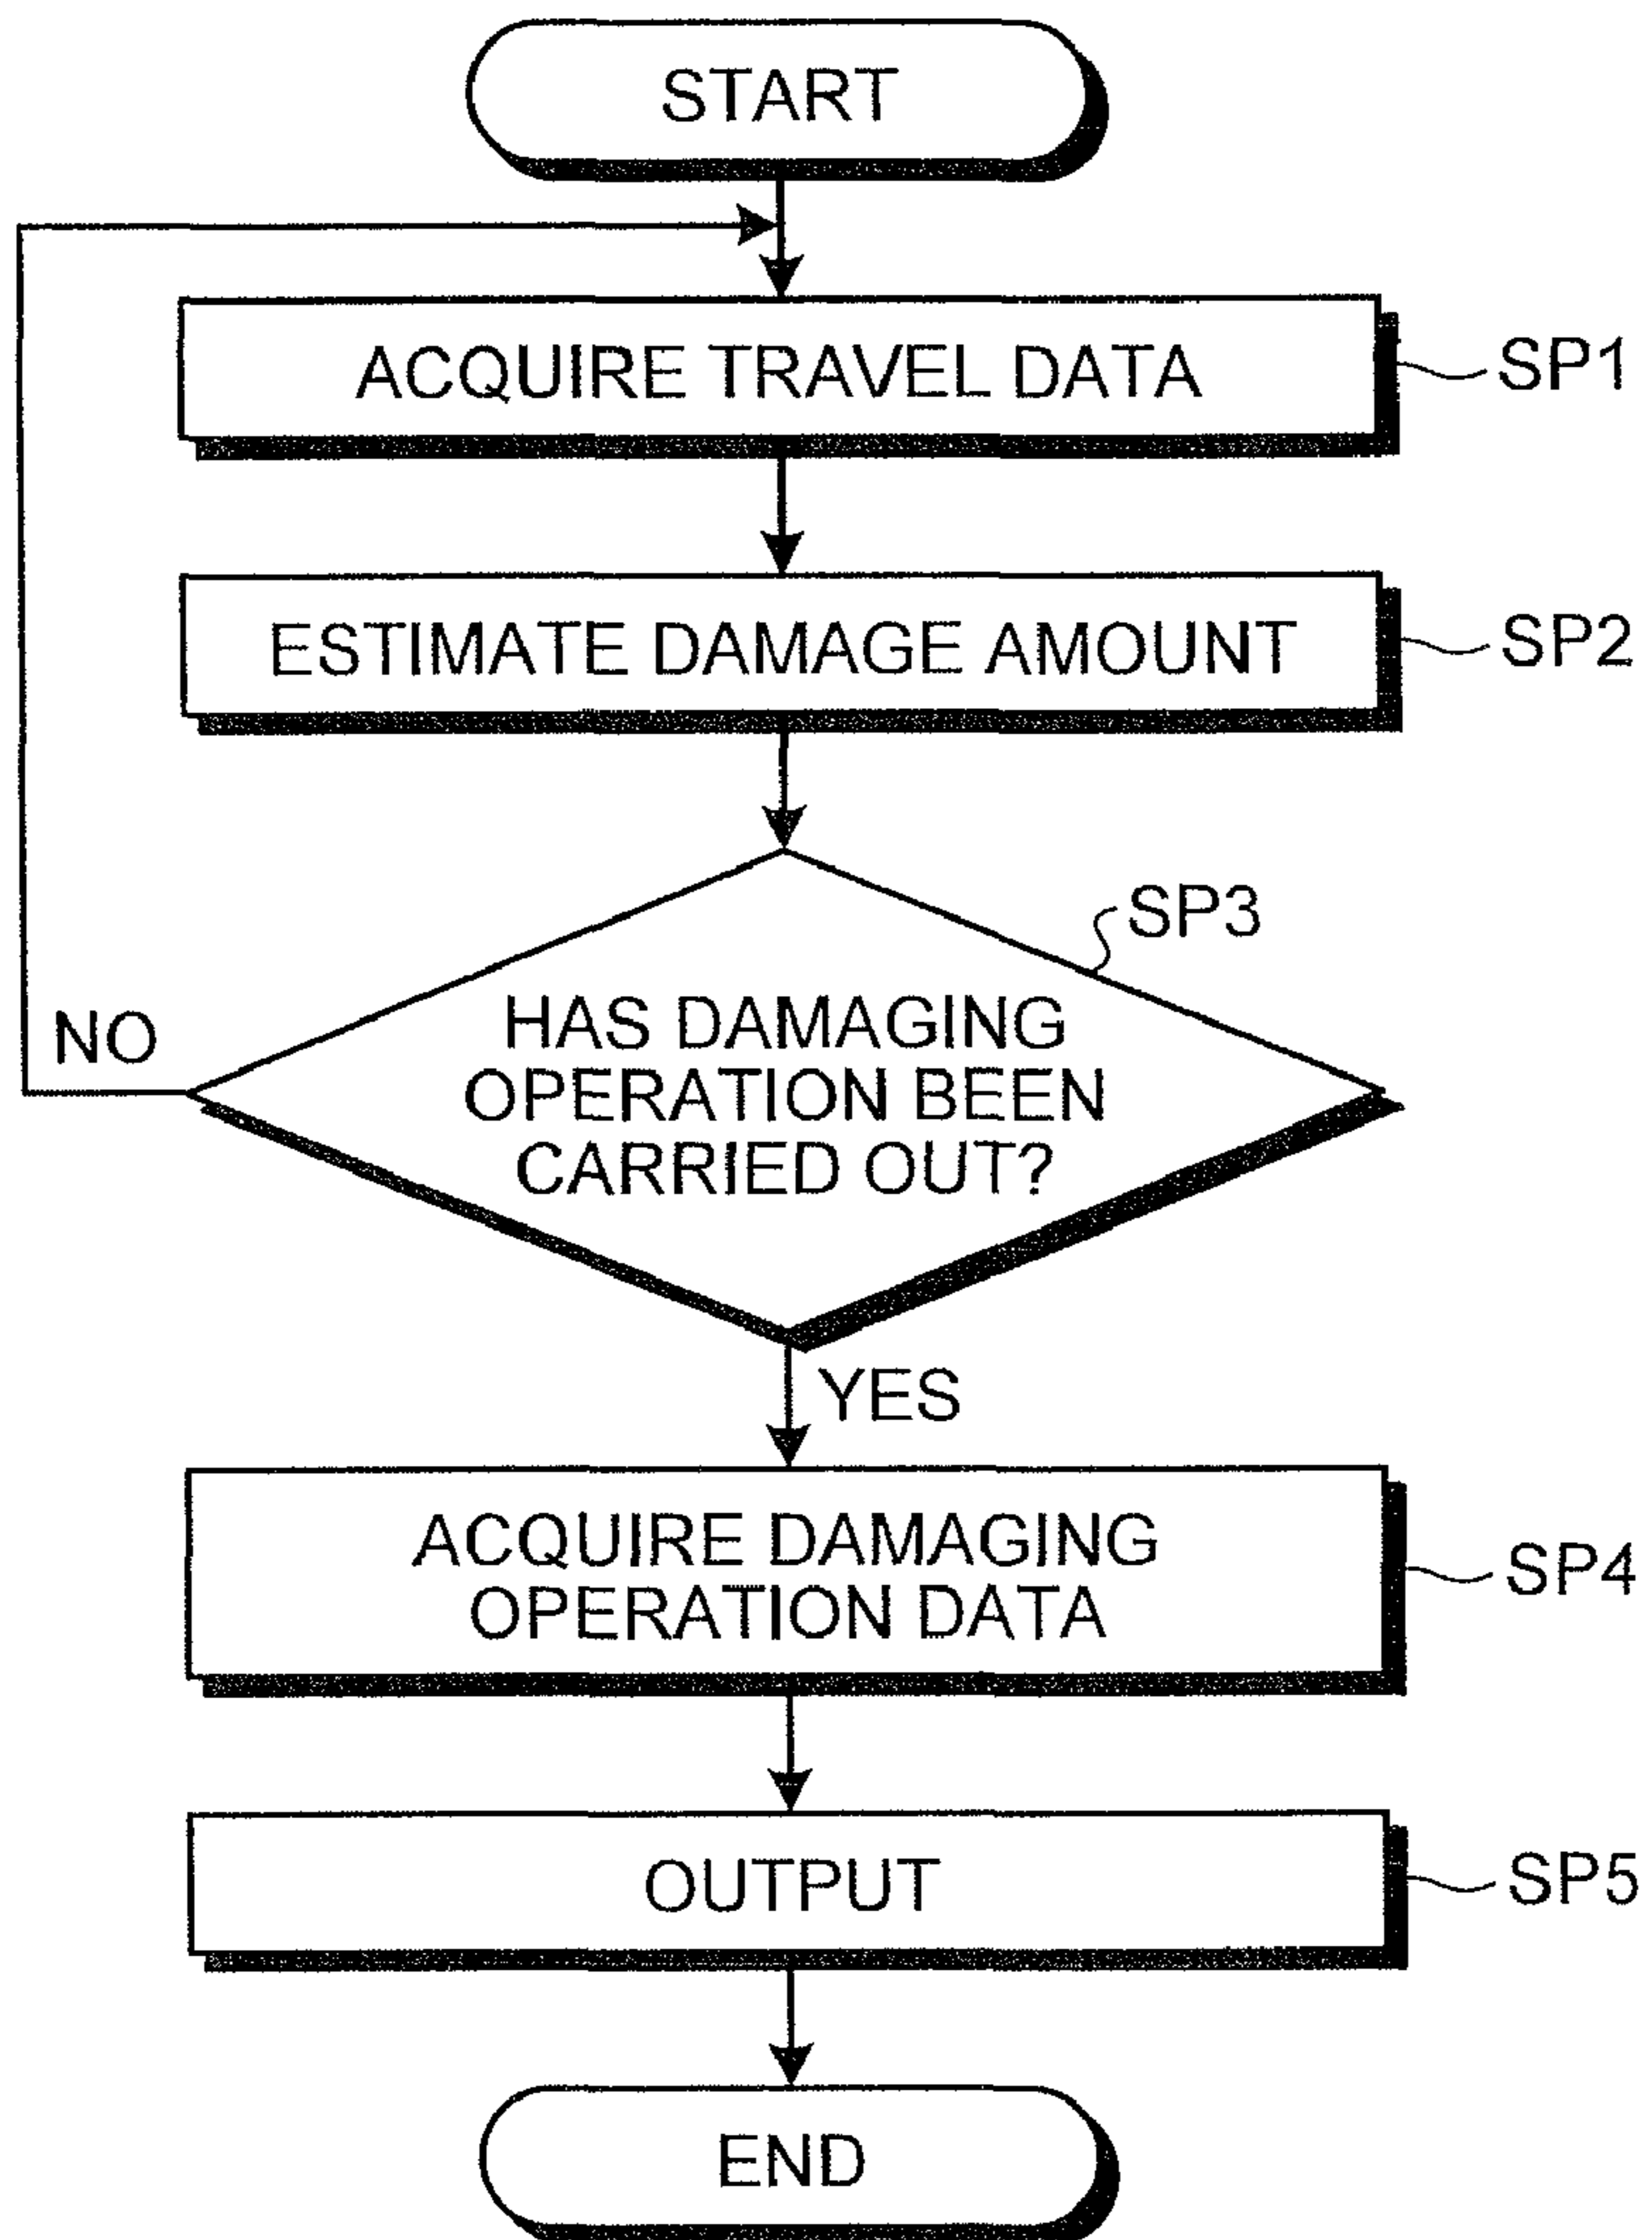 START
ACQUIRE TRAVEL DATA
SP1
ESTIMATE DAMAGE AMOUNT
SP2
SP3
HAS DAMAGING
OPERATION BEEN
CARRIED OUT?
NO
YES
ACQUIRE DAMAGING
OPERATION DATA
SP4
OUTPUT
SP5
END